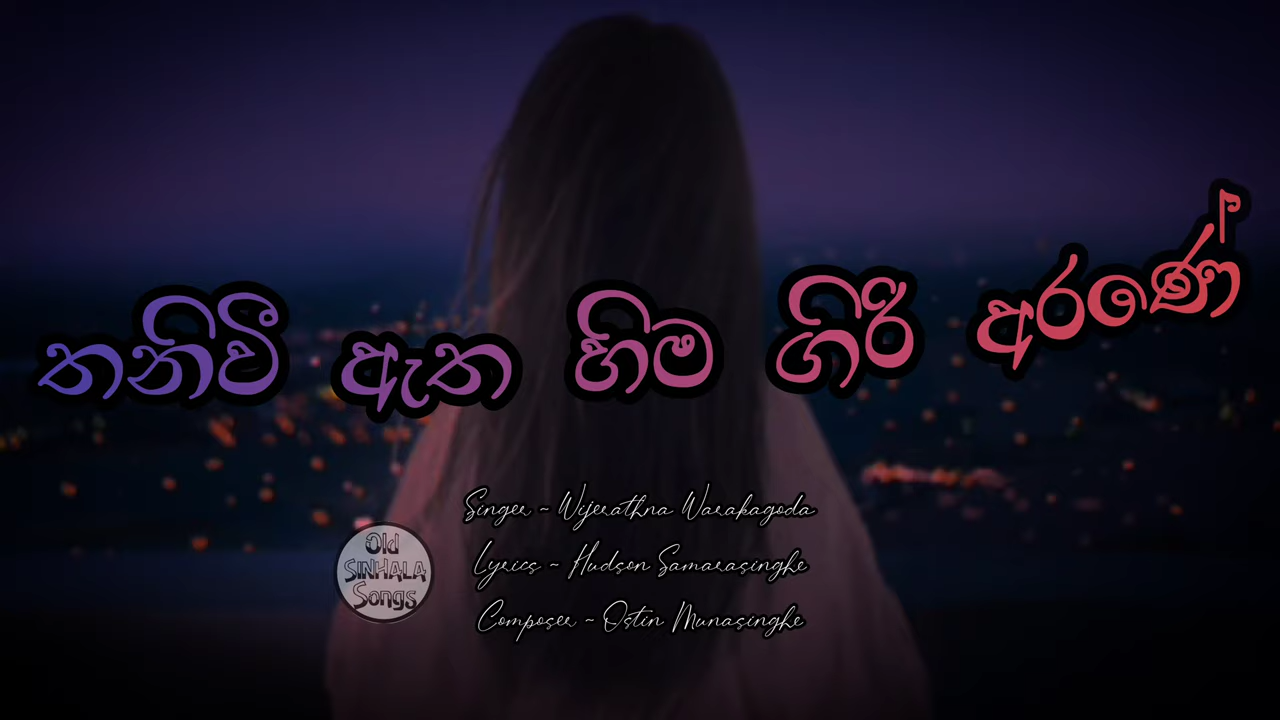 තනිවී ඇත හිම ගිරි අරණේ
Singer ~ Wijerathna Warakagoda
Lyrics ~ Hudson Samarasinghe
Composer ~ Ostin Munasinghe
Old
SINHALA
Songs